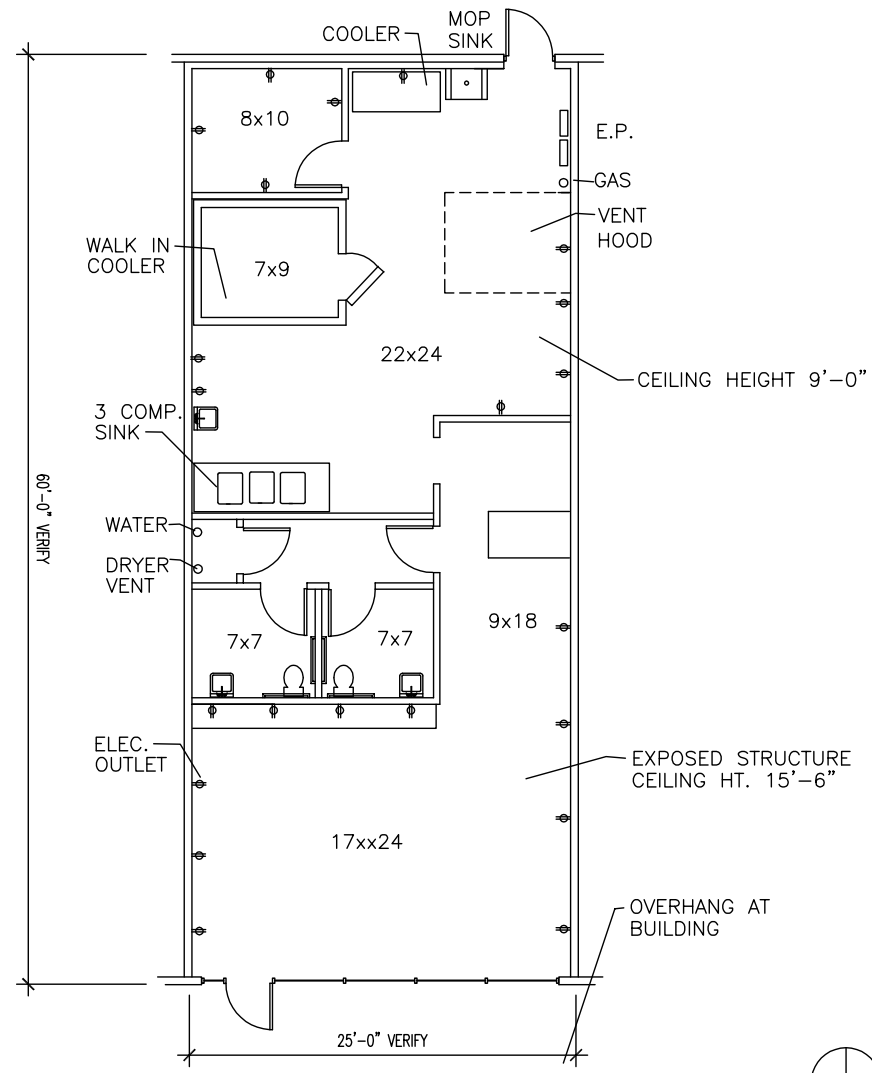 COOLER
MOP
SINK
8x10
E.P.
GAS
VENT
HOOD
WALK IN
COOLER
7x9
22x24
CEILING HEIGHT 9'-0"
3 COMP.
SINK
60'-0" VERIFY
WATER
DRYER
VENT
9x18
7x7
7x7
ELEC.
OUTLET
EXPOSED STRUCTURE
CEILING HT. 15'-6"
17xx24
OVERHANG AT
BUILDING
25'-0" VERIFY